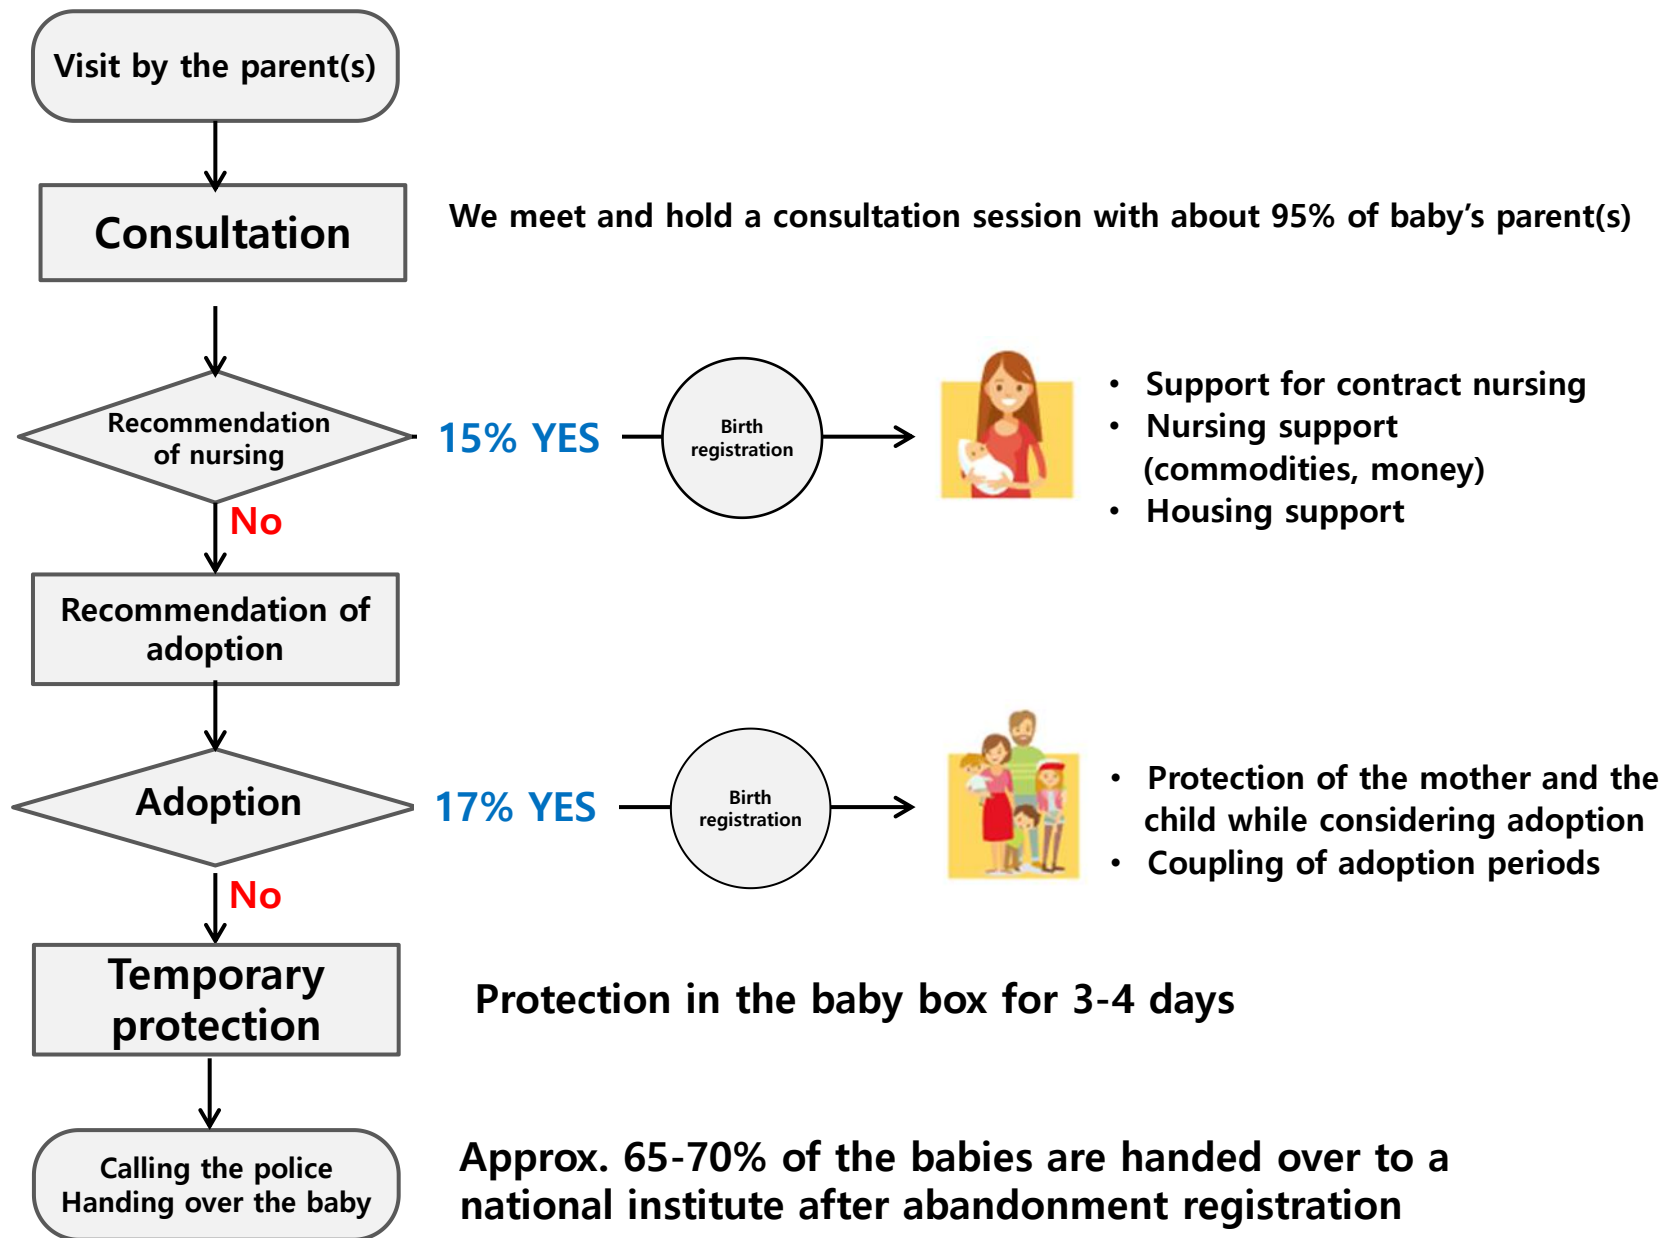 Visit by the parent(s)
Consultation
We meet and hold a consultation session with about 95% of baby's parent(s)
Recommendation
of nursing
15% YES
Birth
registration
• Support for contract nursing
• Nursing support
(commodities, money)
• Housing support
No
Recommendation of
adoption
Adoption
17% YES
Birth
registration
• Protection of the mother and the
child while considering adoption
• Coupling of adoption periods
No
Temporary
protection
Protection in the baby box for 3-4 days
Calling the police
Handing over the baby
Approx. 65-70% of the babies are handed over to a
national institute after abandonment registration